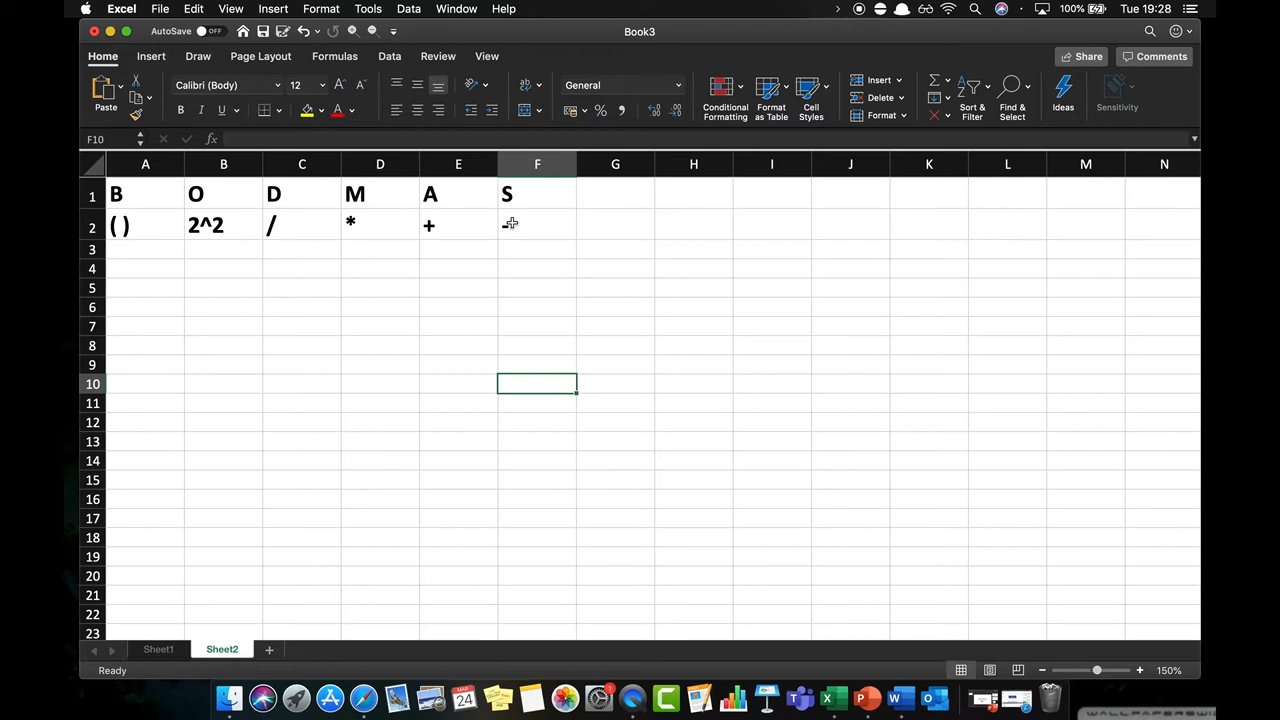 Excel File Edit View Insert Format Tools Data Window Help 100% Tue 19:28
AutoSave OFF Book3
Home Insert Draw Page Layout Formulas Data Review View Share Comments
Paste Calibri (Body) 12 A A General Conditional Formatting Format as Table Cell Styles Insert Delete Format Sort & Filter Find & Select Ideas Sensitivity
B I U A % ,
F10 fx
A B C D E F G H I J K L M N
1 B O D M A S
2 ( ) 2^2 / * + -
3
4
5
6
7
8
9
10
11
12
13
14
15
16
17
18
19
20
21
22
23
Sheet1 Sheet2 +
Ready 150%
MAR 24 1